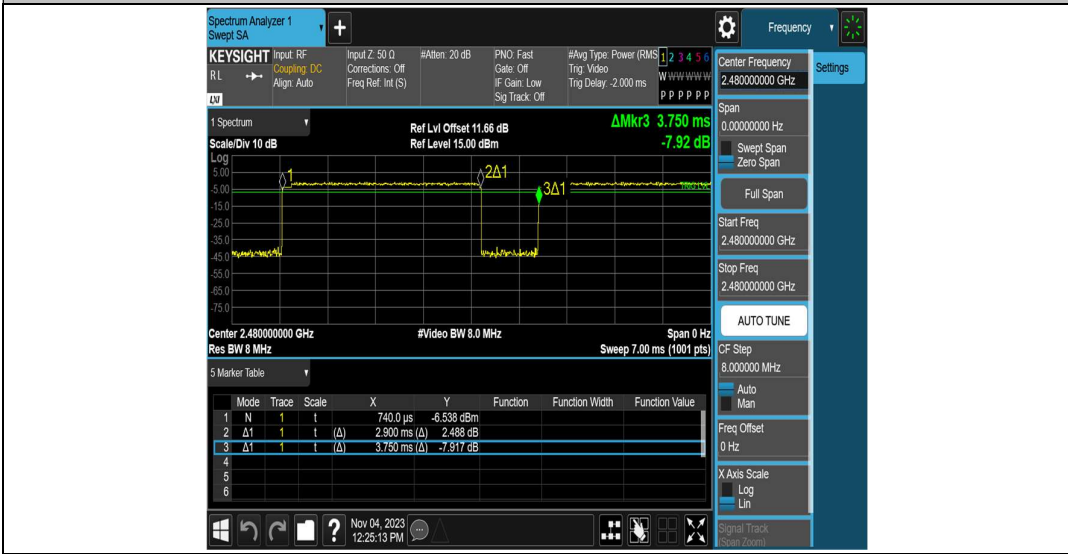 Spectrum Analyzer 1
Swept SA
+
Frequency
KEYSIGHT
RL
LXI
Input: RF
Coupling: DC
Align: Auto
Input Z: 50 Ω
Corrections: Off
Freq Ref: Int (S)
#Atten: 20 dB
PNO: Fast
Gate: Off
IF Gain: Low
Sig Track: Off
#Avg Type: Power (RMS
Trig: Video
Trig Delay: -2.000 ms
1 2 3 4 5 6
W W W W W W
P P P P P P
1 Spectrum
Scale/Div 10 dB
Ref Lvl Offset 11.66 dB
Ref Level 15.00 dBm
ΔMkr3 3.750 ms
-7.92 dB
Log
5.00
-5.00
-15.0
-25.0
-35.0
-45.0
-55.0
-65.0
-75.0
1
2Δ1
3Δ1
TRIG LVL
Center 2.480000000 GHz
#Video BW 8.0 MHz
Span 0 Hz
Res BW 8 MHz
Sweep 7.00 ms (1001 pts)
5 Marker Table
Mode Trace Scale X Y Function Function Width Function Value
1 N 1 t 740.0 µs -6.538 dBm
2 Δ1 1 t (Δ) 2.900 ms (Δ) 2.488 dB
3 Δ1 1 t (Δ) 3.750 ms (Δ) -7.917 dB
4
5
6
?
Nov 04, 2023
12:25:13 PM
Center Frequency
2.480000000 GHz
Span
0.00000000 Hz
Swept Span
Zero Span
Full Span
Start Freq
2.480000000 GHz
Stop Freq
2.480000000 GHz
AUTO TUNE
CF Step
8.000000 MHz
Auto
Man
Freq Offset
0 Hz
X Axis Scale
Log
Lin
Signal Track
(Span Zoom)
Settings